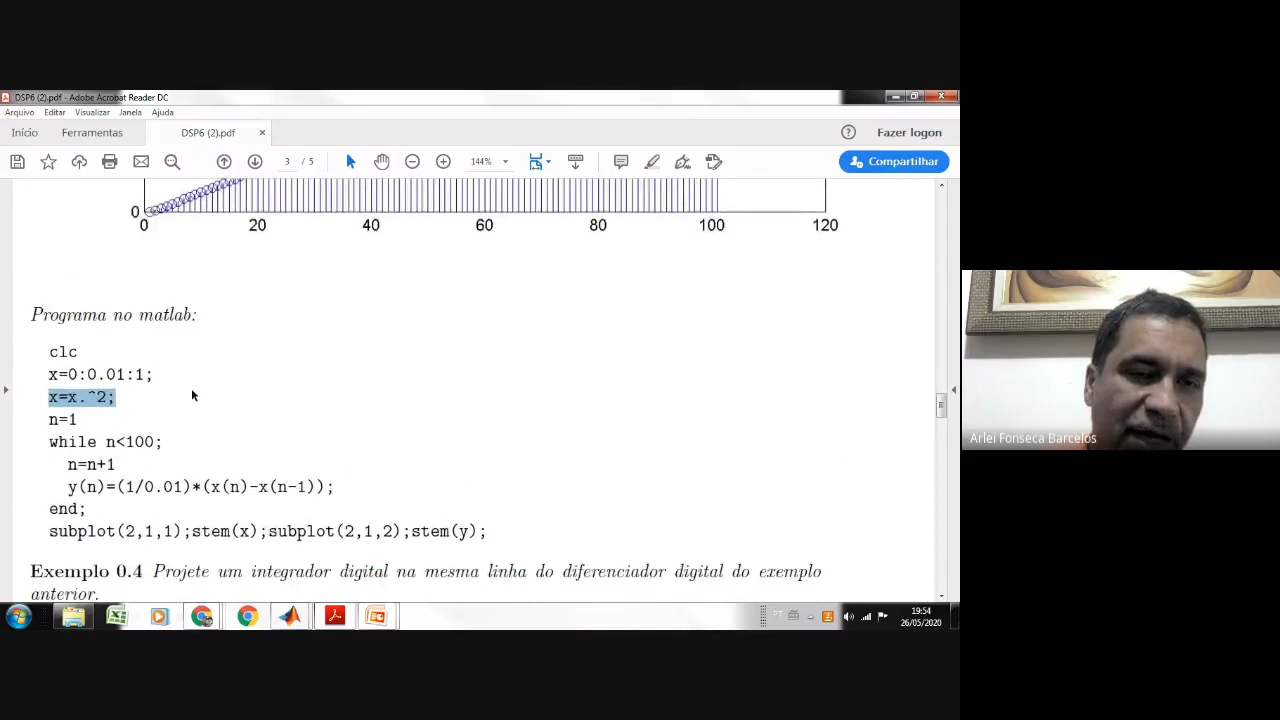 DSP6 (2).pdf - Adobe Acrobat Reader DC
Arquivo Editar Visualizar Janela Ajuda
Início Ferramentas DSP6 (2).pdf × Fazer logon
3 / 5 144% Compartilhar
0
0 20 40 60 80 100 120
Programa no matlab:
clc
x=0:0.01:1;
x=x.^2;
n=1
while n<100;
n=n+1
y(n)=(1/0.01)*(x(n)-x(n-1));
end;
subplot(2,1,1);stem(x);subplot(2,1,2);stem(y);
Exemplo 0.4 Projete um integrador digital na mesma linha do diferenciador digital do exemplo
anterior.
Arlei Fonseca Barcelos
PT 19:54
26/05/2020